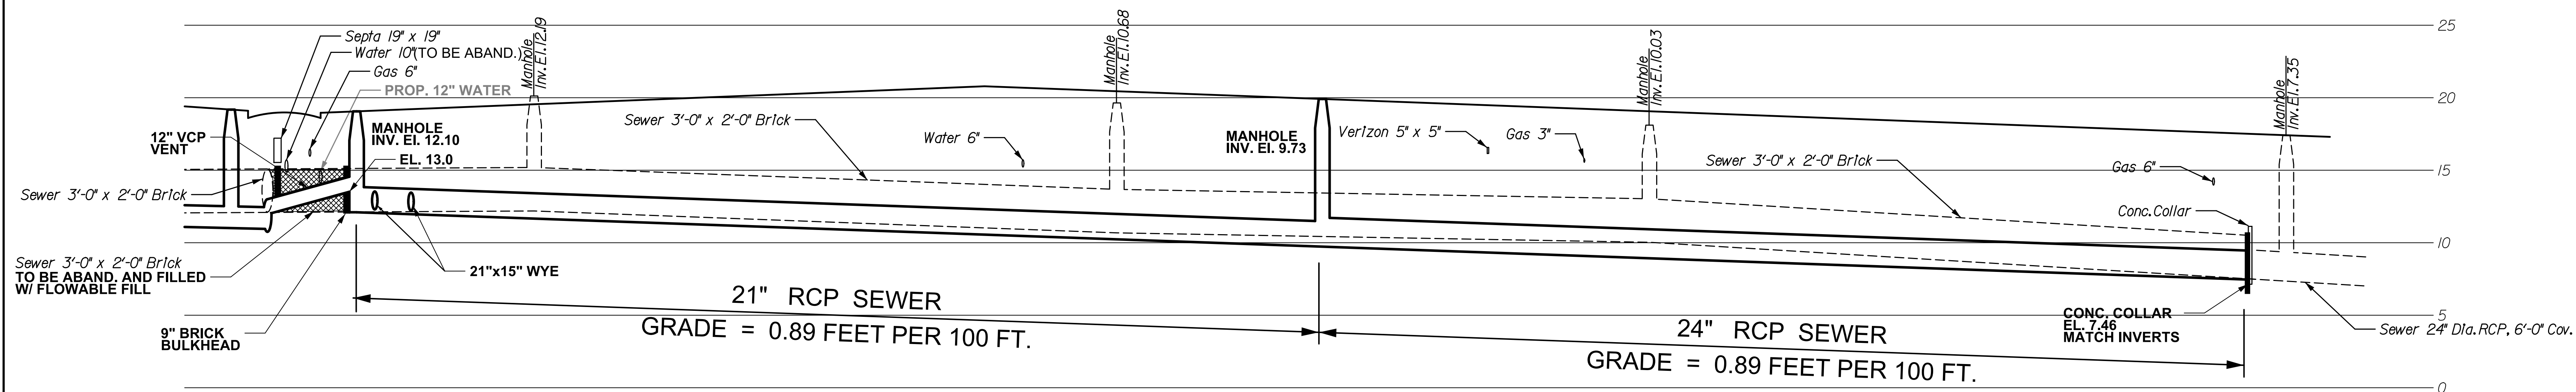 Septa 19" x 19"
Water 10"(TO BE ABAND.)
Gas 6"
PROP. 12" WATER
12" VCP
VENT
MANHOLE
INV. El. 12.10
EL. 13.0
Sewer 3'-0" x 2'-0" Brick
Sewer 3'-0" x 2'-0" Brick
TO BE ABAND. AND FILLED
W/ FLOWABLE FILL
9" BRICK
BULKHEAD
21"x15" WYE
Manhole
Inv.El.12.19
Sewer 3'-0" x 2'-0" Brick
Water 6"
Manhole
Inv.El.10.68
MANHOLE
INV. El. 9.73
Verizon 5" x 5"
Gas 3"
Manhole
Inv.El.10.03
Sewer 3'-0" x 2'-0" Brick
Gas 6"
Conc.Collar
Manhole
Inv.El.7.35
21" RCP SEWER
GRADE = 0.89 FEET PER 100 FT.
24" RCP SEWER
GRADE = 0.89 FEET PER 100 FT.
CONC. COLLAR
EL. 7.46
MATCH INVERTS
Sewer 24" Dia.RCP, 6'-0" Cov.
25
20
15
10
5
0